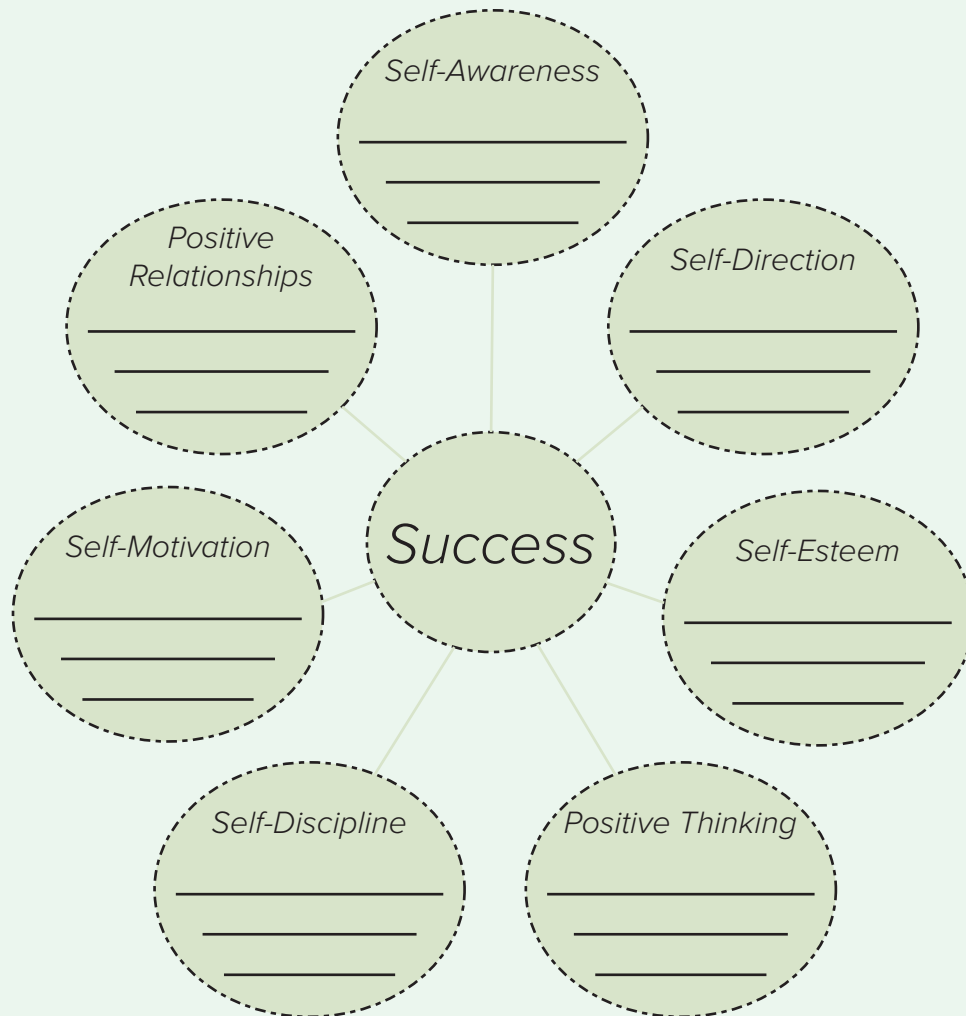 Self-Awareness
Positive
Relationships
Self-Direction
Success
Self-Motivation
Self-Esteem
Self-Discipline
Positive Thinking